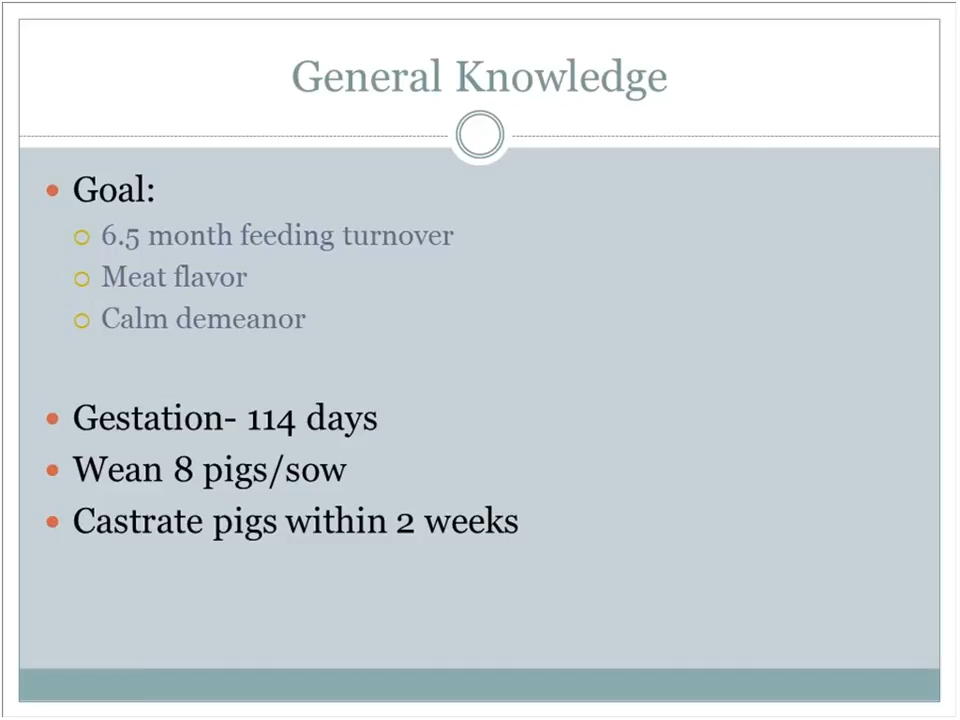 General Knowledge
Goal:
6.5 month feeding turnover
Meat flavor
Calm demeanor
Gestation- 114 days
Wean 8 pigs/sow
Castrate pigs within 2 weeks